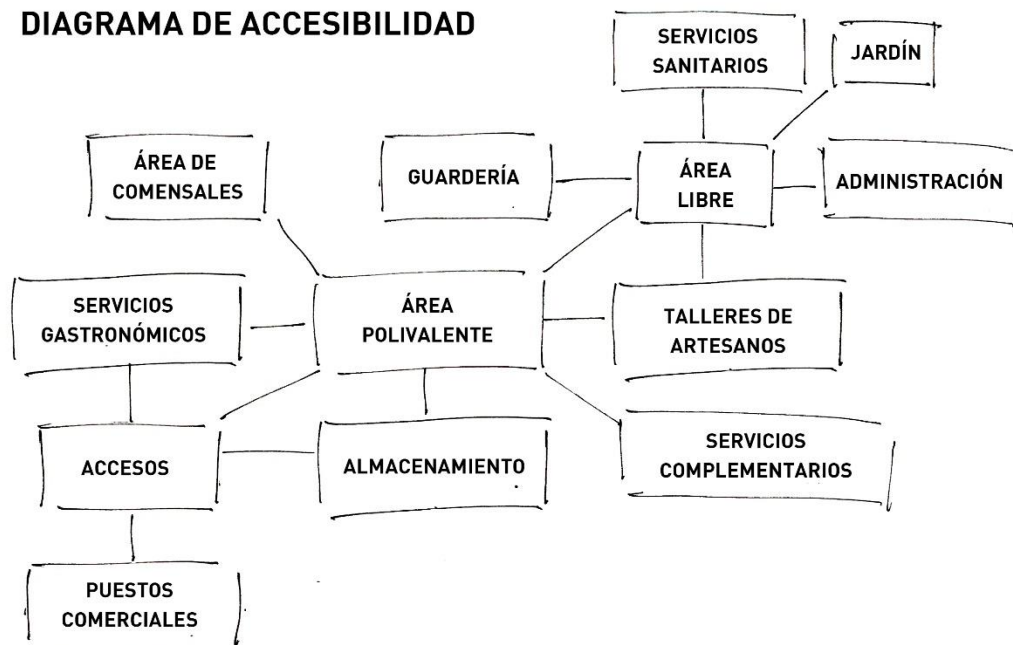 DIAGRAMA DE ACCESIBILIDAD
SERVICIOS
SANITARIOS
JARDÍN
ÁREA DE
COMENSALES
GUARDERÍA
ÁREA
LIBRE
ADMINISTRACIÓN
SERVICIOS
GASTRONÓMICOS
ÁREA
POLIVALENTE
TALLERES DE
ARTESANOS
ACCESOS
ALMACENAMIENTO
SERVICIOS
COMPLEMENTARIOS
PUESTOS
COMERCIALES